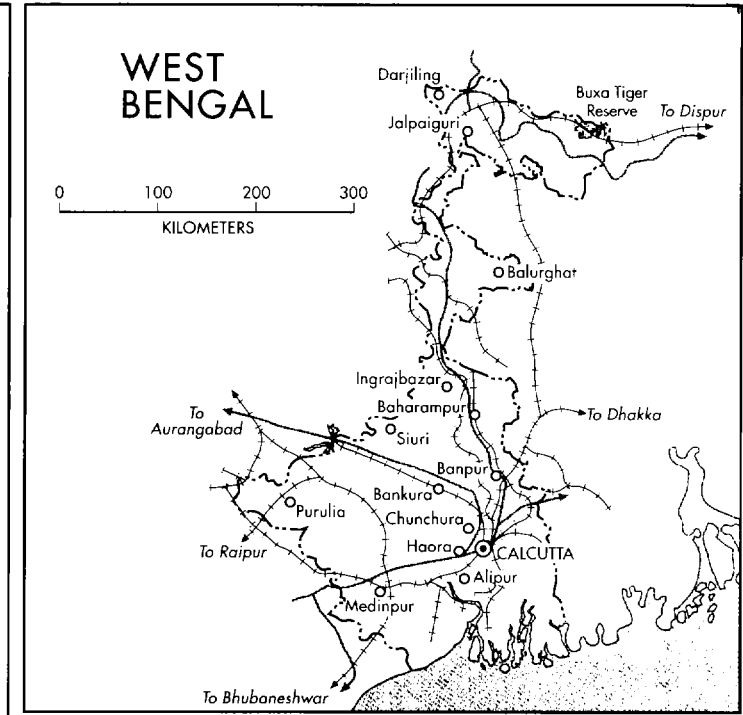 WEST
BENGAL
Darjiling
Buxa Tiger
Reserve
To Dispur
Jalpaiguri
0 100 200 300
KILOMETERS
Balurghat
Ingrajbazar
To
Aurangabad
Baharampur
To Dhakka
Siuri
Banpur
Bankura
Purulia
Chunchura
To Raipur
Haora
CALCUTTA
Alipur
Medinpur
To Bhubaneshwar